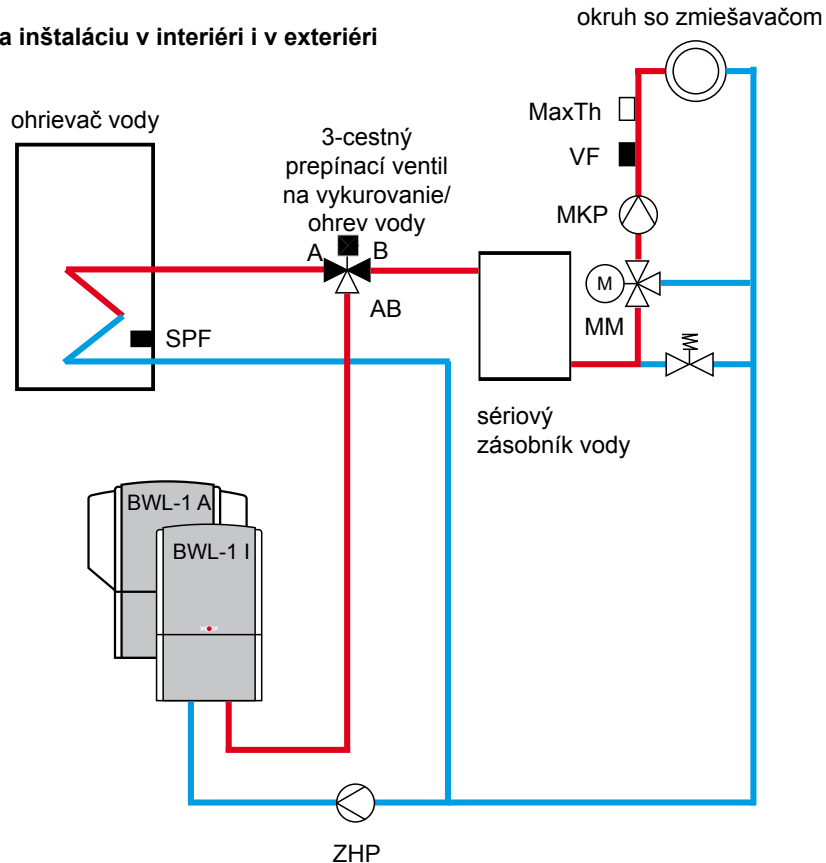 okruh so zmiešavačom
a inštaláciu v interiéri i v exteriéri
ohrievač vody
3-cestný
prepínací ventil
na vykurovanie/
ohrev vody
MaxTh
VF
MKP
A
B
AB
M
MM
SPF
sériový
zásobník vody
BWL-1 A
BWL-1 I
ZHP